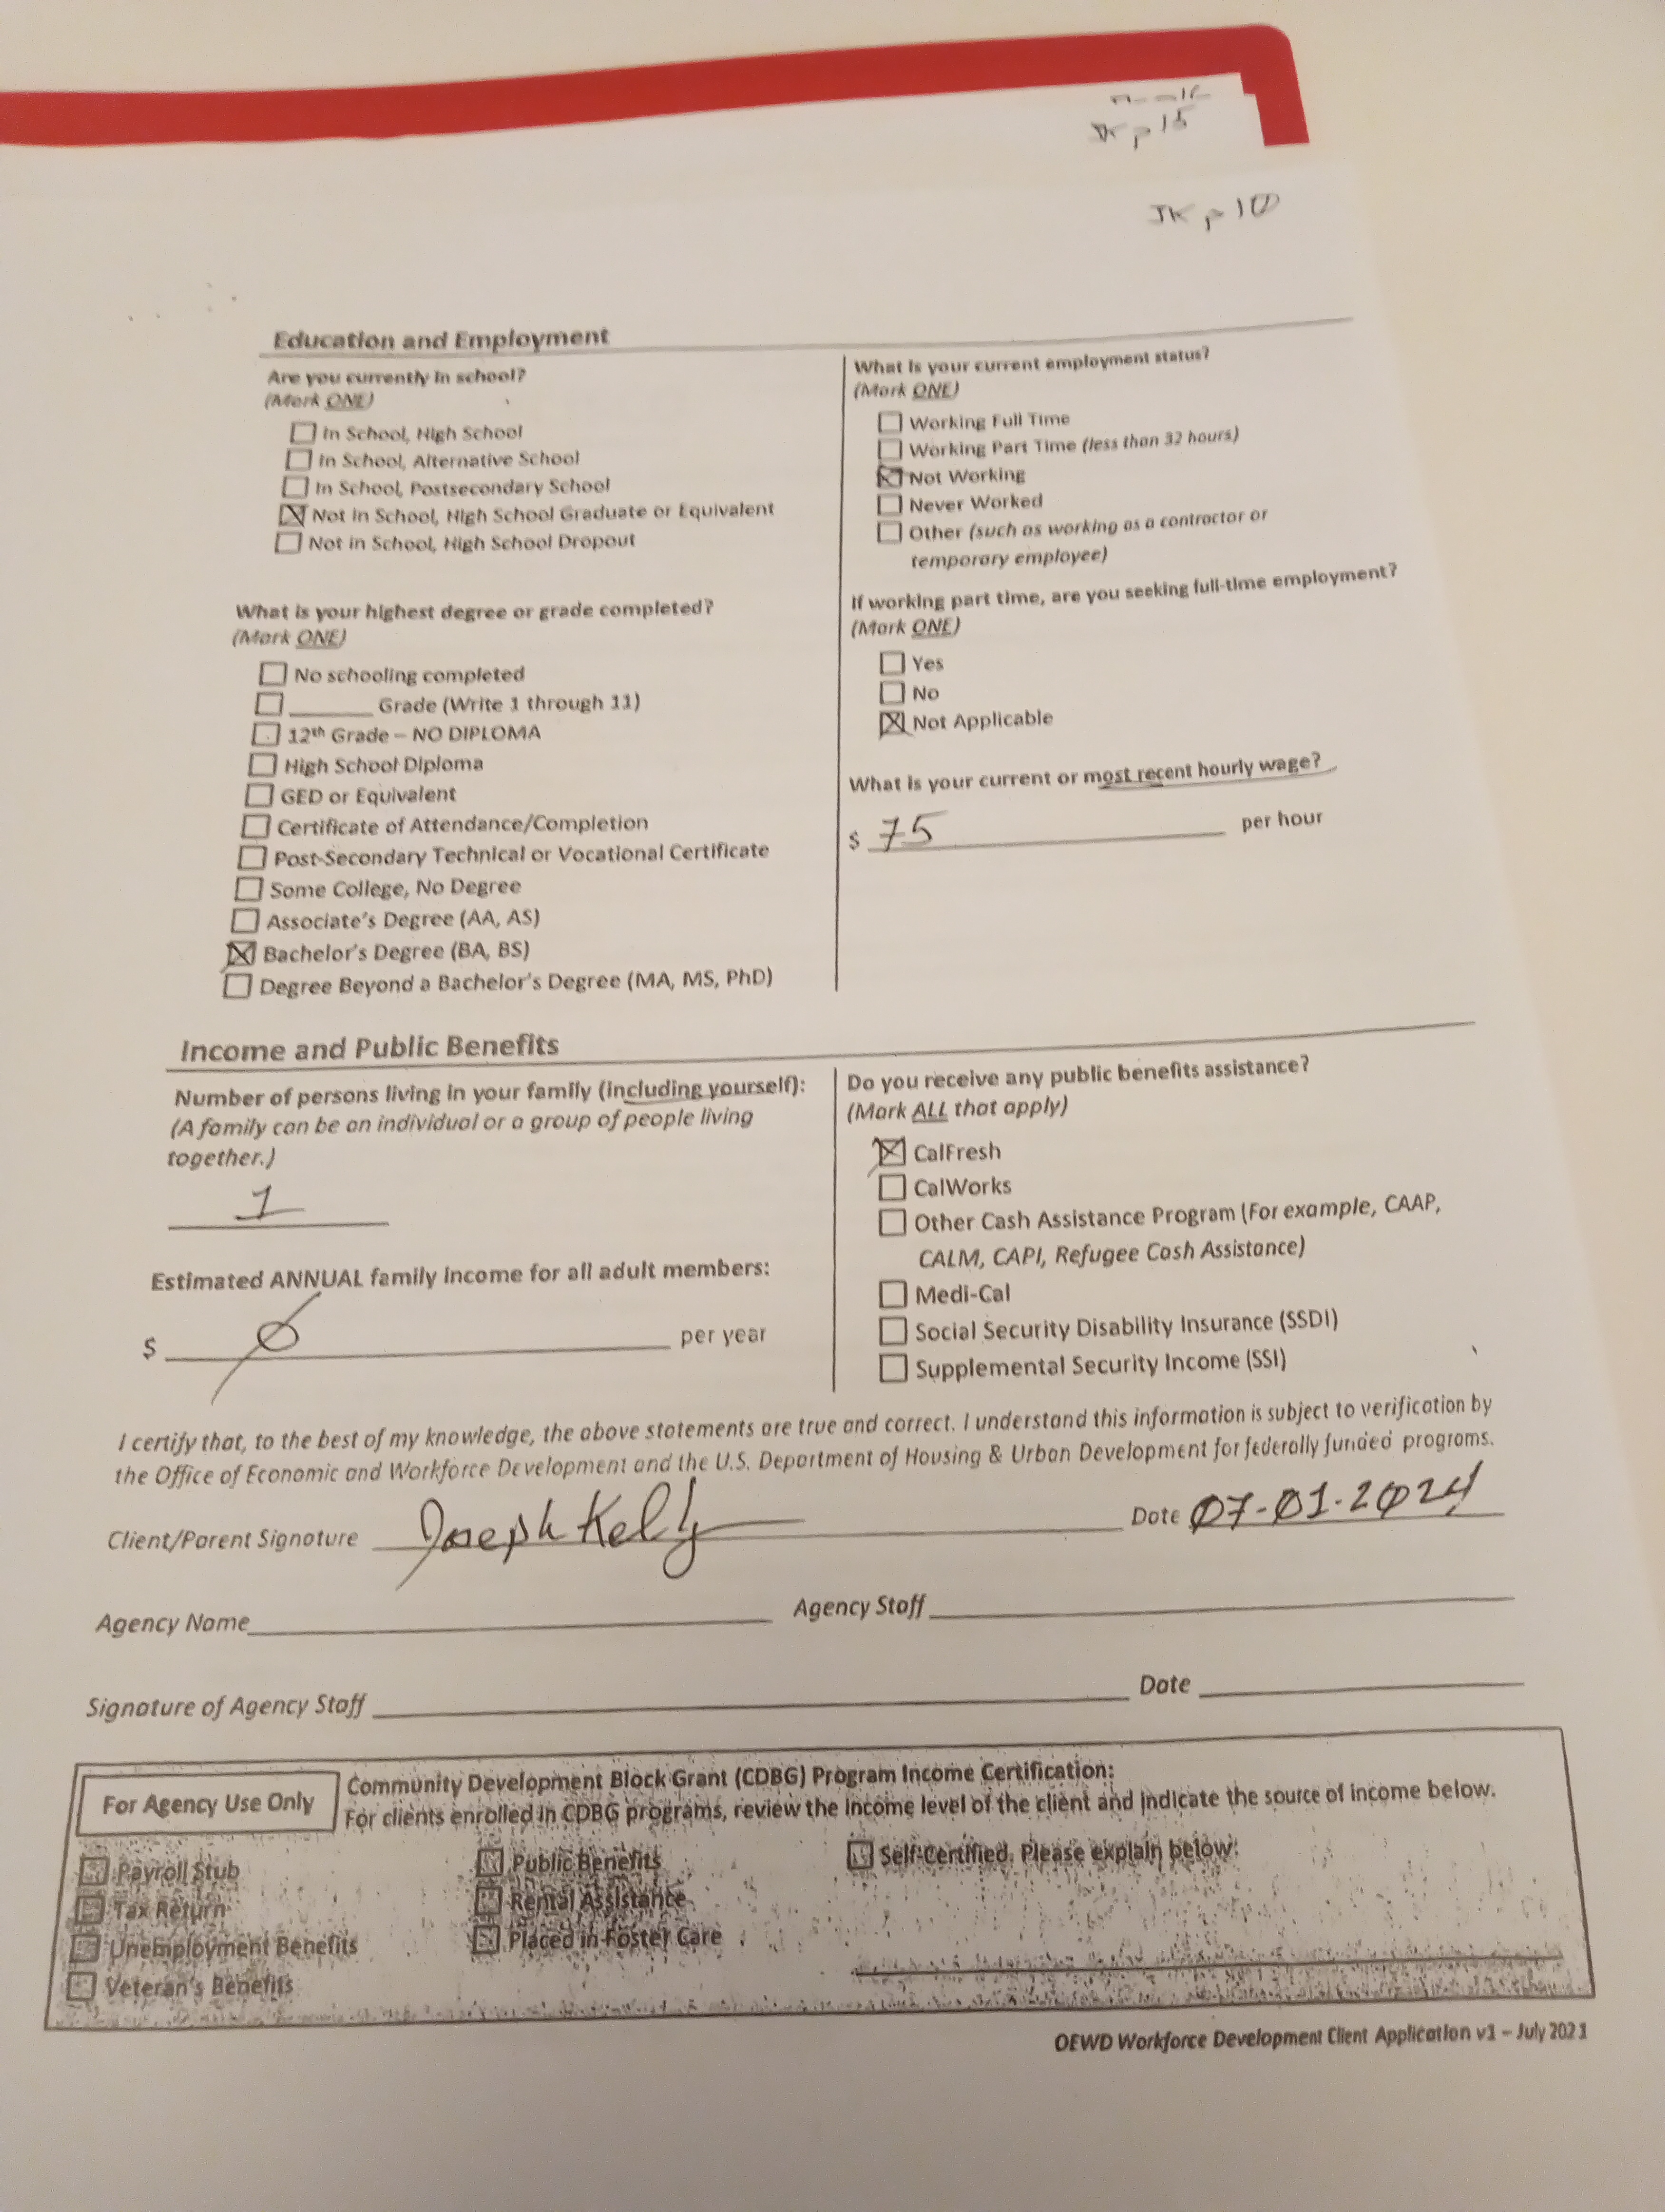 JK p 15
JK p 10
Education and Employment
Are you currently in school?
(Mark ONE)
In School, High School
In School, Alternative School
In School, Postsecondary School
Not in School, High School Graduate or Equivalent
Not in School, High School Dropout
What is your highest degree or grade completed?
(Mark ONE)
No schooling completed
______ Grade (Write 1 through 11)
12th Grade – NO DIPLOMA
High School Diploma
GED or Equivalent
Certificate of Attendance/Completion
Post-Secondary Technical or Vocational Certificate
Some College, No Degree
Associate's Degree (AA, AS)
Bachelor's Degree (BA, BS)
Degree Beyond a Bachelor's Degree (MA, MS, PhD)
What is your current employment status?
(Mark ONE)
Working Full Time
Working Part Time (less than 32 hours)
Not Working
Never Worked
Other (such as working as a contractor or
temporary employee)
If working part time, are you seeking full-time employment?
(Mark ONE)
Yes
No
Not Applicable
What is your current or most recent hourly wage?
$ 75 per hour
Income and Public Benefits
Number of persons living in your family (including yourself):
(A family can be an individual or a group of people living
together.)
1
Estimated ANNUAL family income for all adult members:
$ 0 per year
Do you receive any public benefits assistance?
(Mark ALL that apply)
CalFresh
CalWorks
Other Cash Assistance Program (For example, CAAP,
CALM, CAPI, Refugee Cash Assistance)
Medi-Cal
Social Security Disability Insurance (SSDI)
Supplemental Security Income (SSI)
I certify that, to the best of my knowledge, the above statements are true and correct. I understand this information is subject to verification by
the Office of Economic and Workforce Development and the U.S. Department of Housing & Urban Development for federally funded programs.
Client/Parent Signature Joseph Kelly Date 07-01-2024
Agency Name Agency Staff
Signature of Agency Staff Date
For Agency Use Only
Community Development Block Grant (CDBG) Program Income Certification:
For clients enrolled in CDBG programs, review the income level of the client and indicate the source of income below.
Payroll Stub
Tax Return
Unemployment Benefits
Veteran's Benefits
Public Benefits
Rental Assistance
Placed in Foster Care
Self-Certified. Please explain below:
OEWD Workforce Development Client Application v1 – July 2021